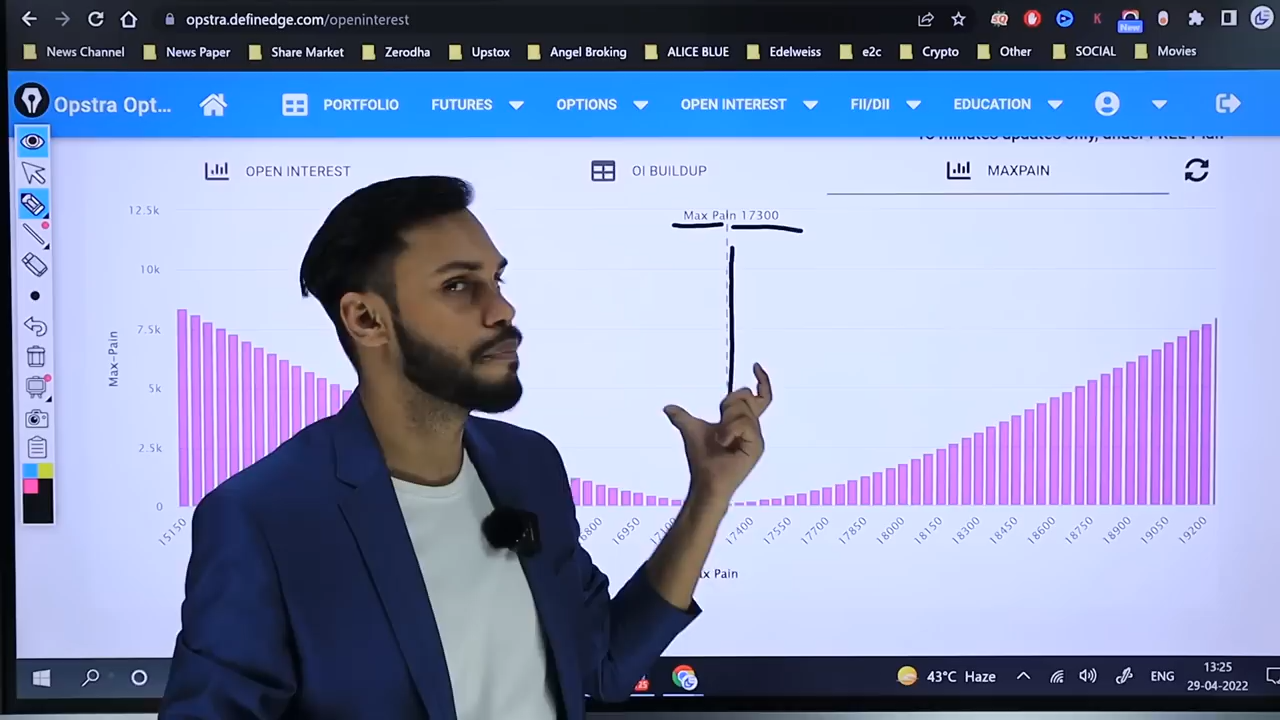 opstra.definedge.com/openinterest
New
News Channel News Paper Share Market Zerodha Upstox Angel Broking ALICE BLUE Edelweiss e2c Crypto Other SOCIAL Movies
Opstra Opt... PORTFOLIO FUTURES OPTIONS OPEN INTEREST FII/DII EDUCATION
OPEN INTEREST OI BUILDUP MAXPAIN
Max Pain 17300
12.5k
10k
7.5k
5k
2.5k
0
Max-Pain
15150 16950 17400 17550 17700 17850 18000 18150 18300 18450 18600 18750 18900 19050 19200
Pain
43°C Haze ENG 13:25
29-04-2022